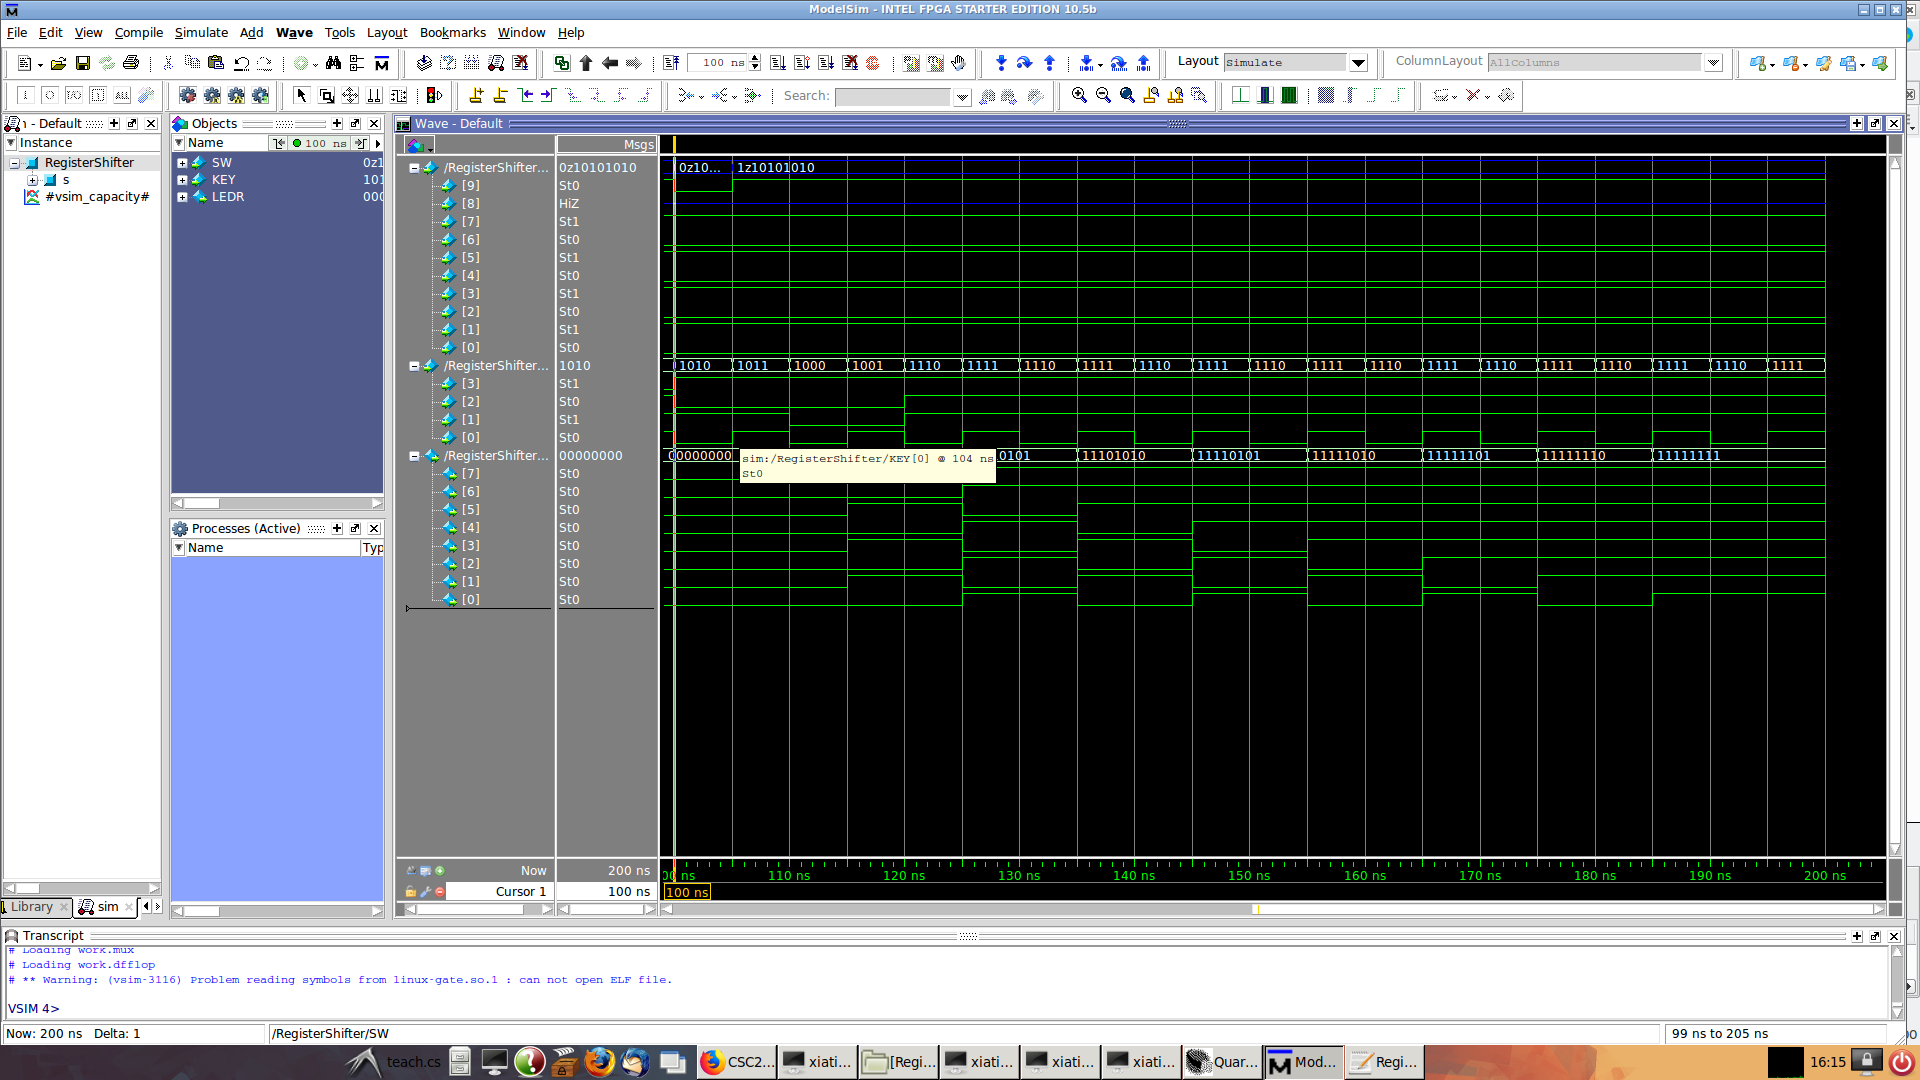 ModelSim - INTEL FPGA STARTER EDITION 10.5b
File Edit View Compile Simulate Add Wave Tools Layout Bookmarks Window Help
100 ns
Layout Simulate
ColumnLayout AllColumns
Search:
- Default
Instance
RegisterShifter
s
#vsim_capacity#
Library
sim
Objects
Name 100 ns
SW 0z1
KEY 101
LEDR 000
Processes (Active)
Name Typ
Wave - Default
Msgs
/RegisterShifter... 0z10101010 0z10... 1z10101010
[9] St0
[8] HiZ
[7] St1
[6] St0
[5] St1
[4] St0
[3] St1
[2] St0
[1] St1
[0] St0
/RegisterShifter... 1010 1010 1011 1000 1001 1110 1111 1110 1111 1110 1111 1110 1111 1110 1111 1110 1111 1110 1111 1110 1111
[3] St1
[2] St0
[1] St1
[0] St0
/RegisterShifter... 00000000 00000000 0101 11101010 11110101 11111010 11111101 11111110 11111111
sim:/RegisterShifter/KEY[0] @ 104 ns
St0
[7] St0
[6] St0
[5] St0
[4] St0
[3] St0
[2] St0
[1] St0
[0] St0
Now 200 ns
00 ns 110 ns 120 ns 130 ns 140 ns 150 ns 160 ns 170 ns 180 ns 190 ns 200 ns
Cursor 1 100 ns 100 ns
Transcript
# Loading work.mux
# Loading work.dfflop
# ** Warning: (vsim-3116) Problem reading symbols from linux-gate.so.1 : can not open ELF file.
VSIM 4>
Now: 200 ns Delta: 1 /RegisterShifter/SW 99 ns to 205 ns
teach.cs CSC2... xiati... [Regi... xiati... xiati... xiati... Quar... Mod... Regi... 16:15